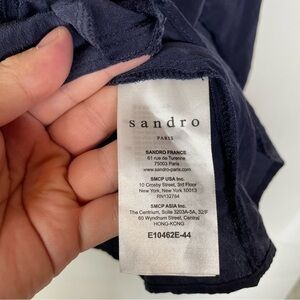 sandro
PARIS
SANDRO FRANCE
61 rue de Turenne
75003 Paris
www.sandro-paris.com
SMCP USA Inc.
10 Crosby Street, 3rd Floor
New York, New York 10013
RN132784
SMCP ASIA Inc.
The Centrium, Suite 3203A-5A, 32/F
60 Wyndham Street, Central
HONG-KONG
E10462E-44